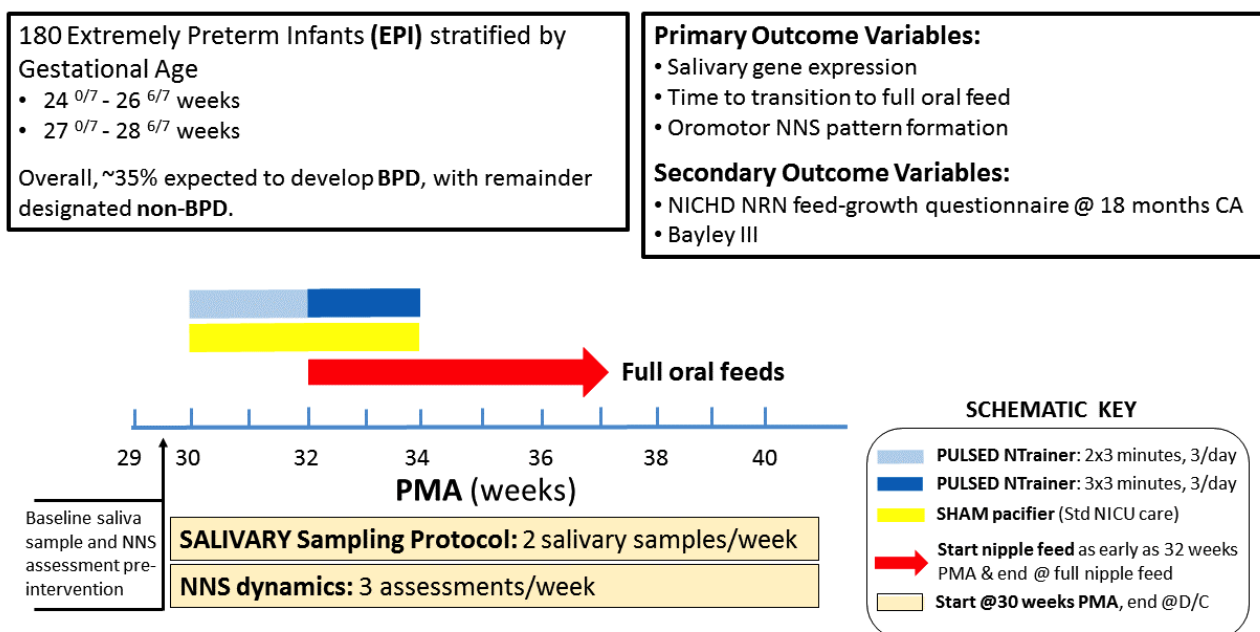 180 Extremely Preterm Infants (EPI) stratified by
Gestational Age
• 24 0/7 - 26 6/7 weeks
• 27 0/7 - 28 6/7 weeks
Overall, ~35% expected to develop BPD, with remainder
designated non-BPD.
Primary Outcome Variables:
• Salivary gene expression
• Time to transition to full oral feed
• Oromotor NNS pattern formation
Secondary Outcome Variables:
• NICHD NRN feed-growth questionnaire @ 18 months CA
• Bayley III
Full oral feeds
29 30 32 34 36 38 40
PMA (weeks)
Baseline saliva
sample and NNS
assessment pre-
intervention
SALIVARY Sampling Protocol: 2 salivary samples/week
NNS dynamics: 3 assessments/week
SCHEMATIC KEY
PULSED NTrainer: 2x3 minutes, 3/day
PULSED NTrainer: 3x3 minutes, 3/day
SHAM pacifier (Std NICU care)
Start nipple feed as early as 32 weeks
PMA & end @ full nipple feed
Start @30 weeks PMA, end @D/C